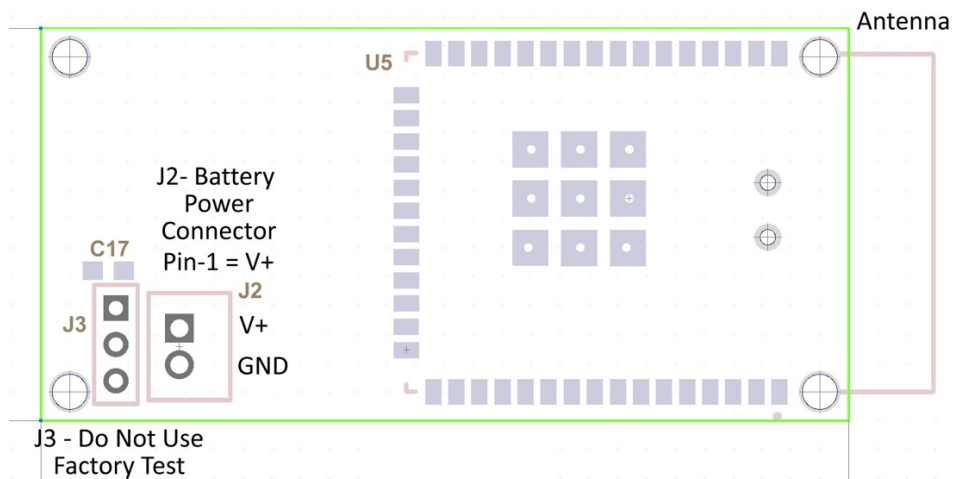 Antenna
U5
J2- Battery
Power
Connector
Pin-1 = V+
C17
J2
J3
V+
GND
J3 - Do Not Use
Factory Test